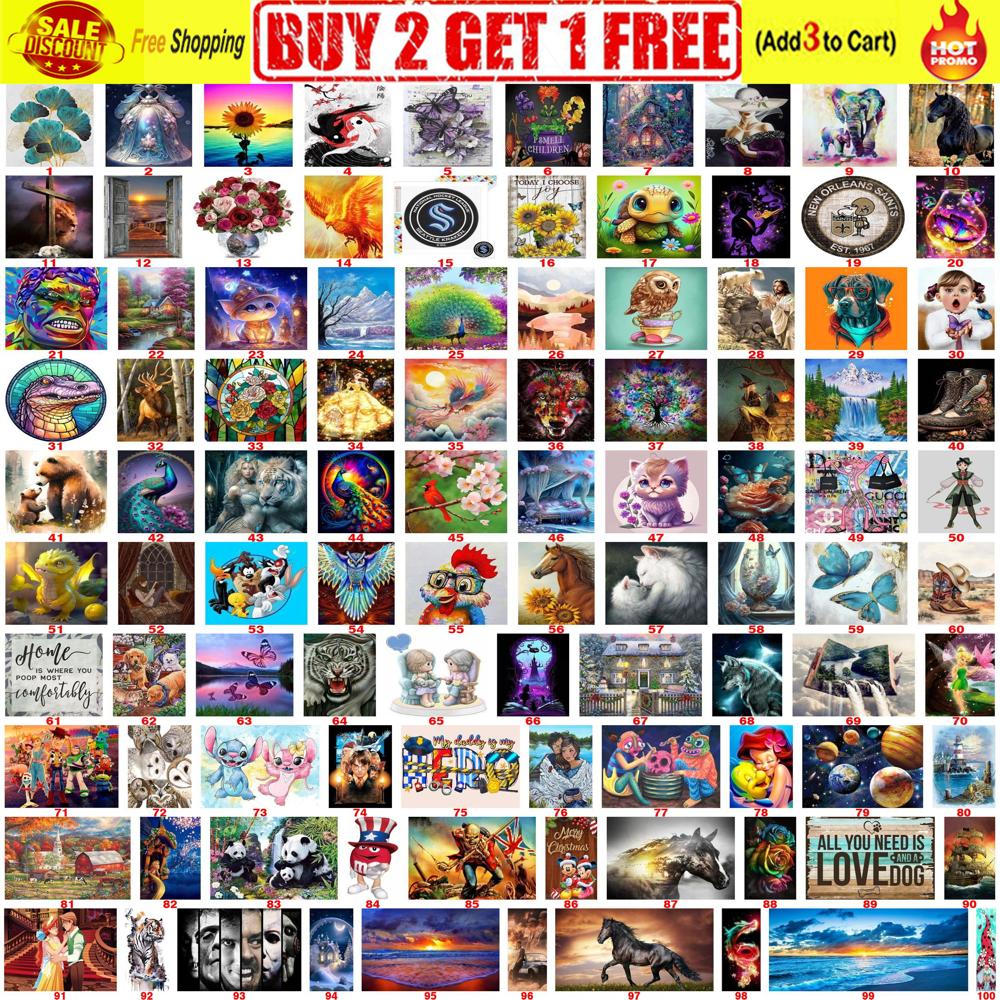 SALE
DISCOUNT
Free Shopping
BUY 2 GET 1 FREE
(Add 3 to Cart)
HOT
PROMO
1 2 3 4 5 6 7 8 9 10
I SMELL
CHILDREN
11 12 13 14 15 16 17 18 19 20
NATIONAL HOCKEY LEAGUE
SEATTLE KRAKEN
TODAY I CHOOSE
joy
NEW ORLEANS SAINTS
EST. 1967
21 22 23 24 25 26 27 28 29 30
31 32 33 34 35 36 37 38 39 40
41 42 43 44 45 46 47 48 49 50
GUCCI
51 52 53 54 55 56 57 58 59 60
Home
IS WHERE YOU
POOP MOST
comfortably
61 62 63 64 65 66 67 68 69 70
My daddy is my
HERO
71 72 73 74 75 76 77 78 79 80
Merry
Christmas
ALL YOU NEED IS
LOVE AND A DOG
81 82 83 84 85 86 87 88 89 90
91 92 93 94 95 96 97 98 99 100